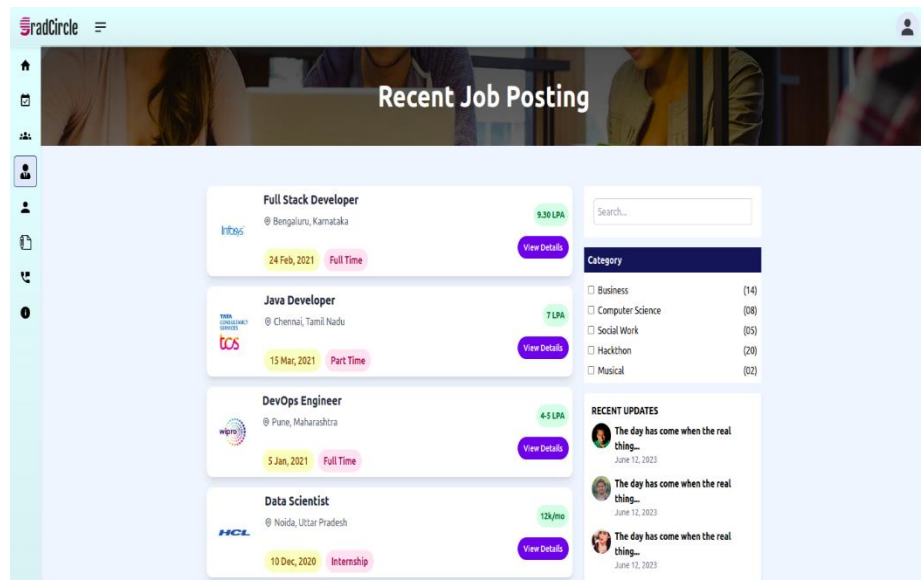 GradCircle
Recent Job Posting
Full Stack Developer
Infosys
Bengaluru, Karnataka
9.30 LPA
24 Feb, 2021 Full Time
View Details
Java Developer
TATA
CONSULTANCY
SERVICES
tcs
Chennai, Tamil Nadu
7 LPA
15 Mar, 2021 Part Time
View Details
DevOps Engineer
wipro
Pune, Maharashtra
4-5 LPA
5 Jan, 2021 Full Time
View Details
Data Scientist
HCL
Noida, Uttar Pradesh
12k/mo
10 Dec, 2020 Internship
View Details
Search...
Category
Business (14)
Computer Science (08)
Social Work (05)
Hackthon (20)
Musical (02)
RECENT UPDATES
The day has come when the real
thing...
June 12, 2023
The day has come when the real
thing...
June 12, 2023
The day has come when the real
thing...
June 12, 2023